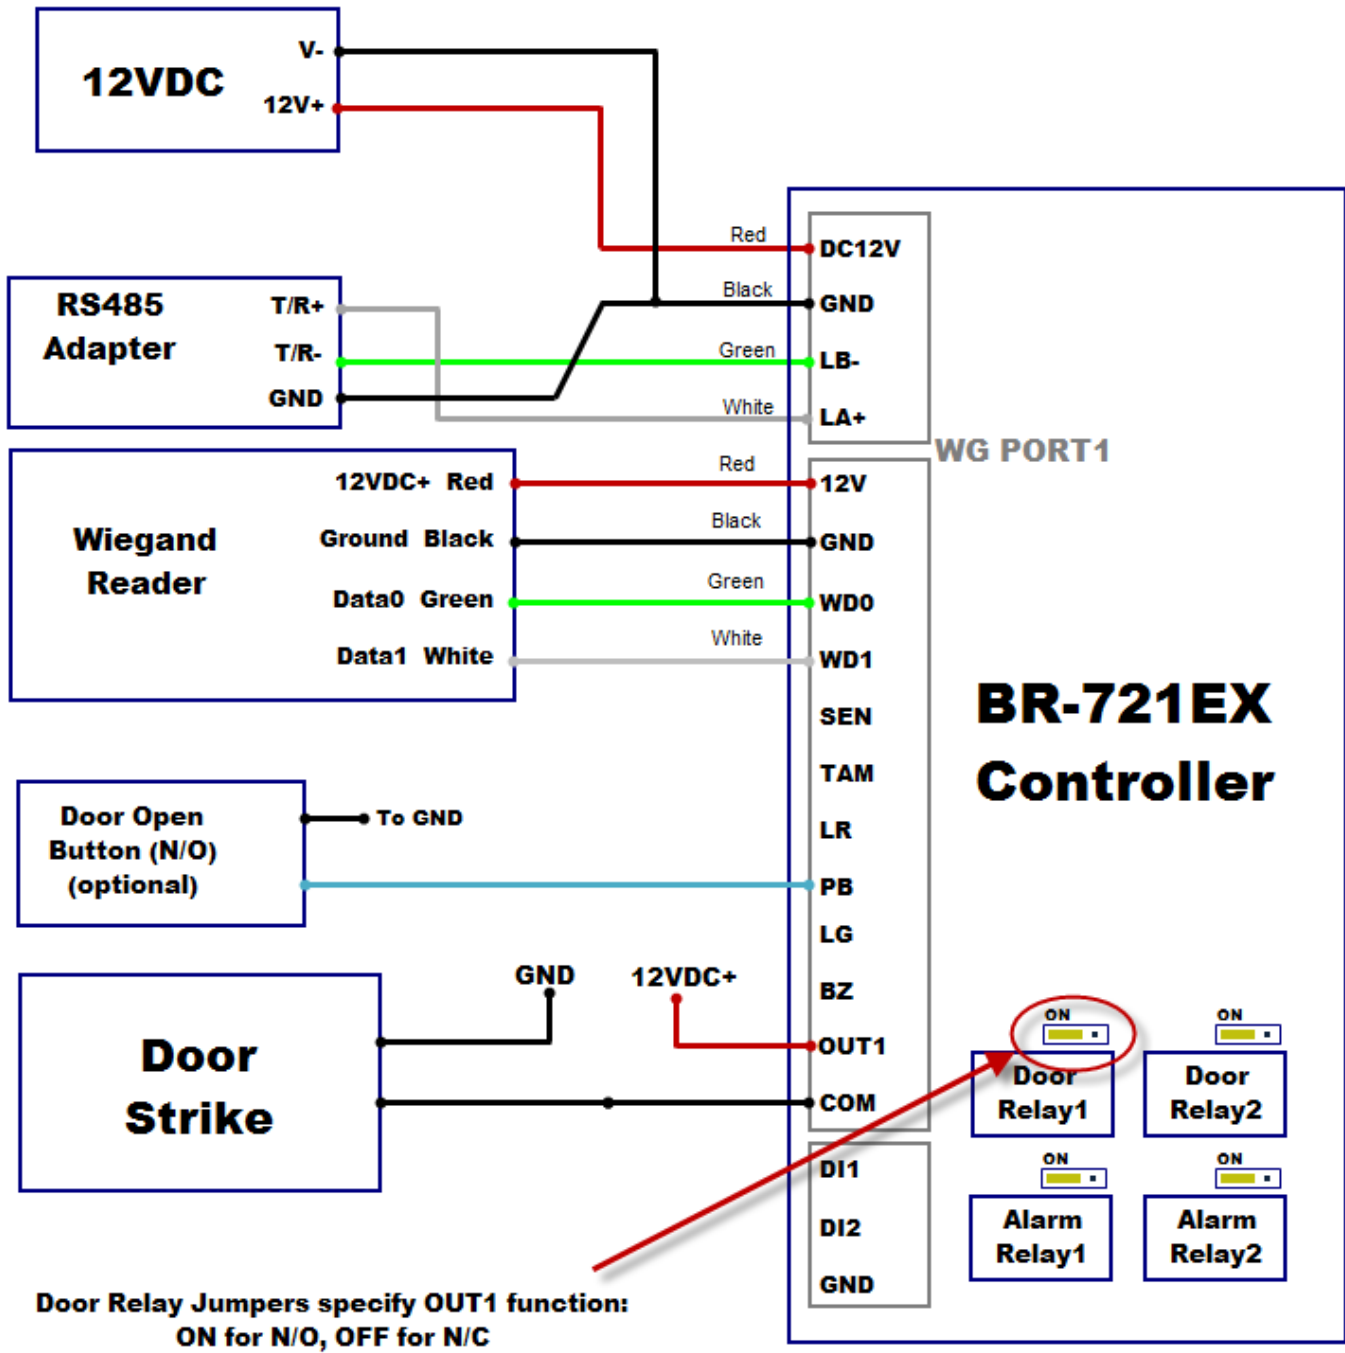 12VDC
V-
12V+
RS485
Adapter
T/R+
T/R-
GND
Red
DC12V
Black
GND
Green
LB-
White
LA+
WG PORT1
Wiegand
Reader
12VDC+ Red
Ground Black
Data0 Green
Data1 White
Red
12V
Black
GND
Green
WD0
White
WD1
SEN
TAM
LR
PB
LG
BZ
OUT1
COM
DI1
DI2
GND
BR-721EX
Controller
Door Open
Button (N/O)
(optional)
To GND
Door
Strike
GND
12VDC+
ON
Door
Relay1
ON
Door
Relay2
ON
Alarm
Relay1
ON
Alarm
Relay2
Door Relay Jumpers specify OUT1 function:
ON for N/O, OFF for N/C